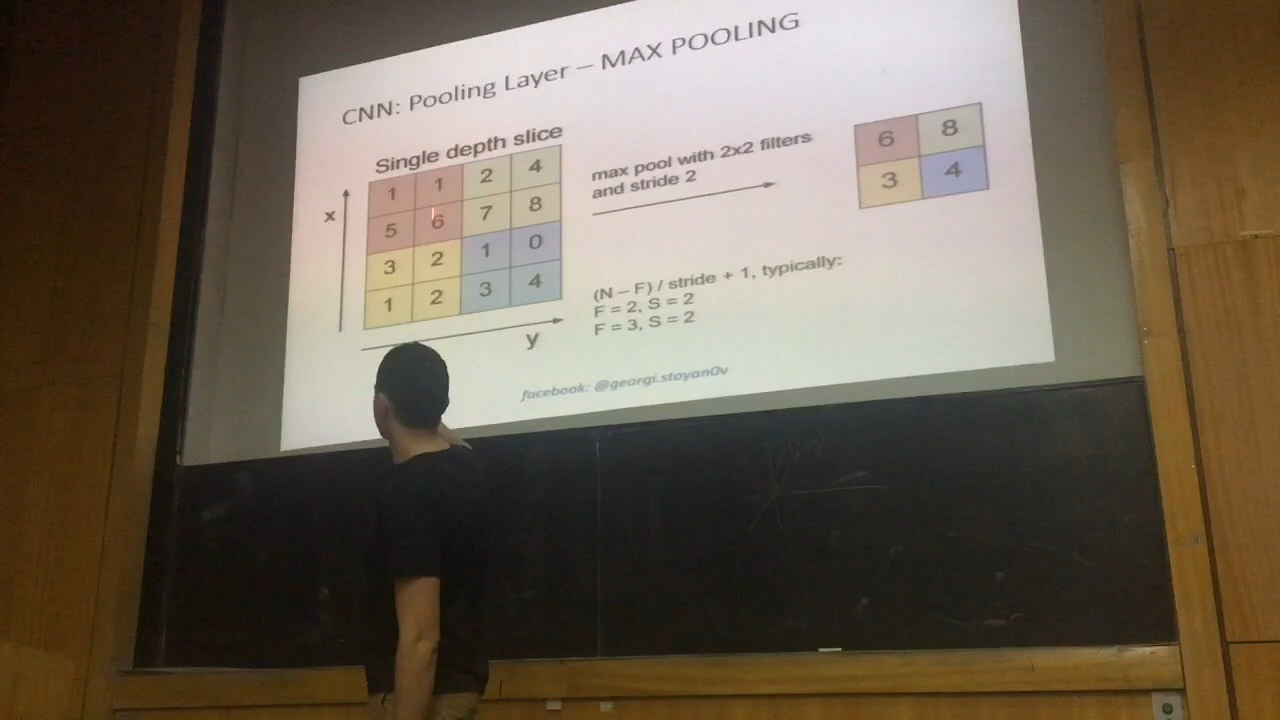 CNN: Pooling Layer – MAX POOLING
Single depth slice
x
1 1 2 4
5 6 7 8
3 2 1 0
1 2 3 4
y
max pool with 2x2 filters
and stride 2
6 8
3 4
(N – F) / stride + 1, typically:
F = 2, S = 2
F = 3, S = 2
facebook: @georgi.stoyan0v